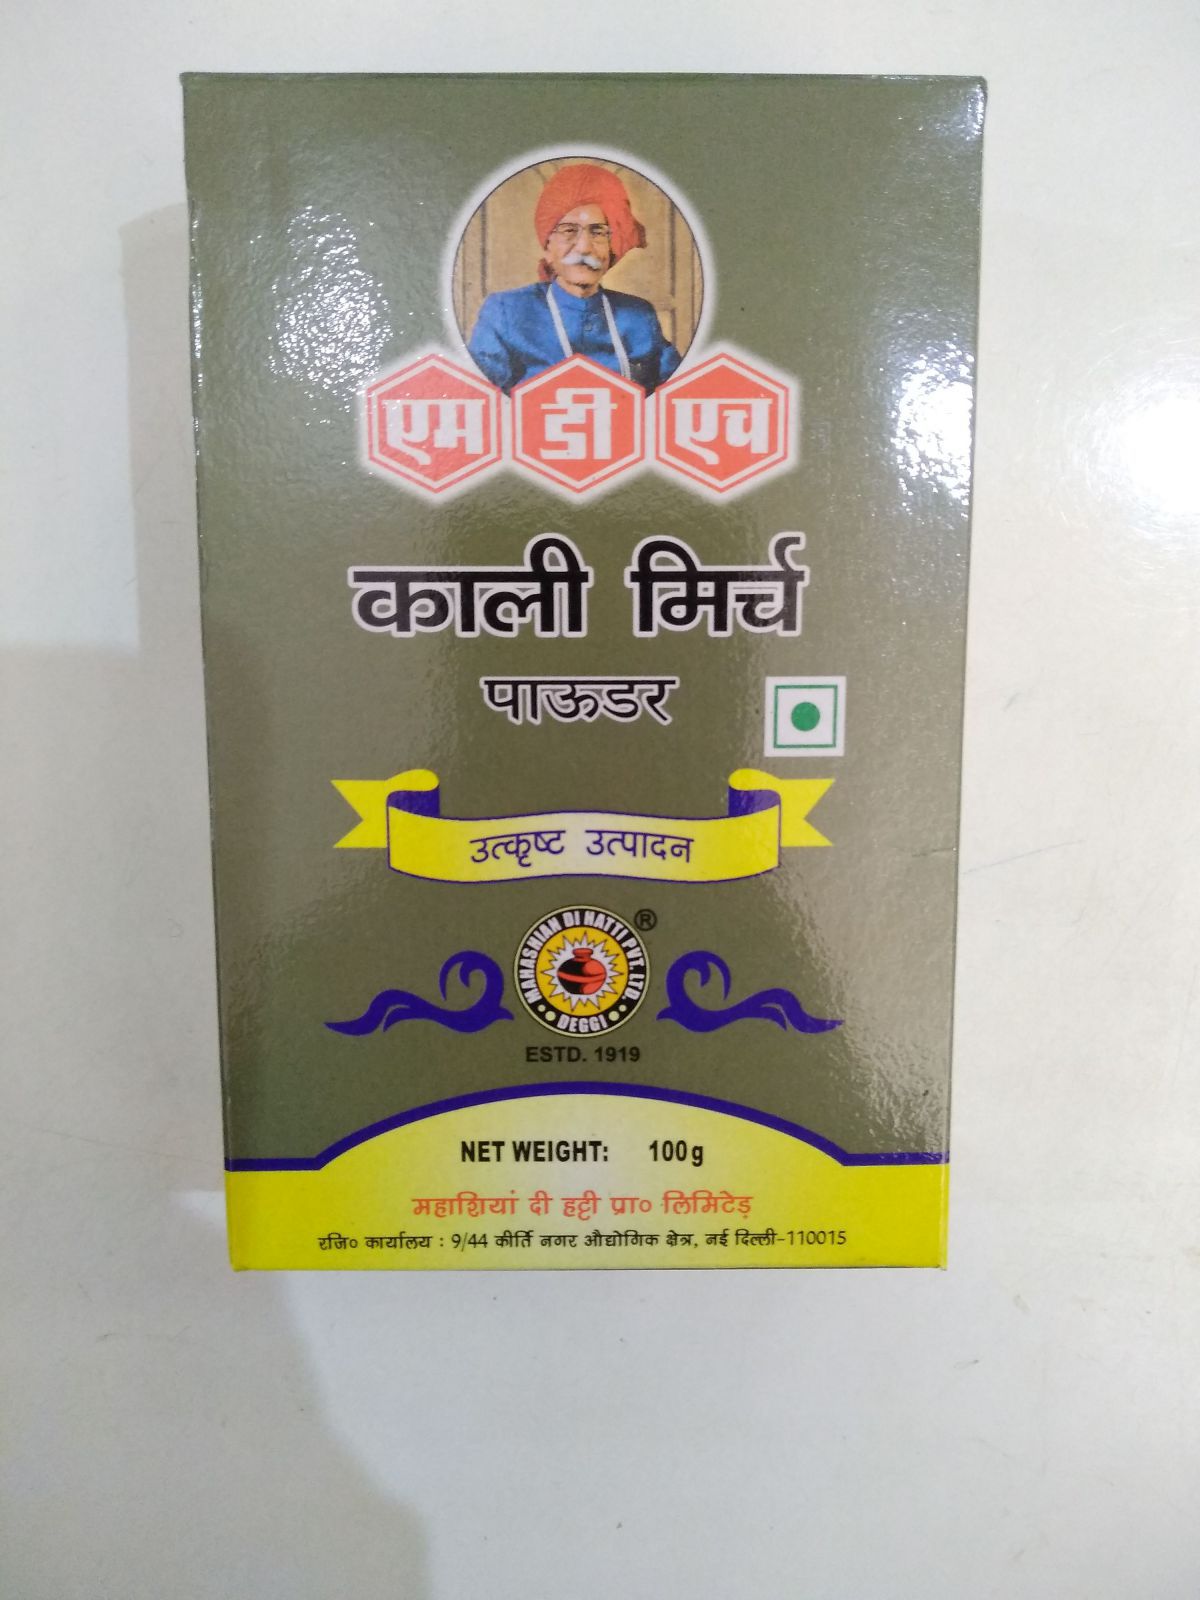 एम डी एच
काली मिर्च
पाऊडर
उत्कृष्ट उत्पादन
MAHASHIAN DI HATTI PVT. LTD.
DEGGI
®
ESTD. 1919
NET WEIGHT: 100g
महाशियां दी हट्टी प्रा० लिमिटेड़
रजि० कार्यालय : 9/44 कीर्ति नगर औद्योगिक क्षेत्र, नई दिल्ली-110015